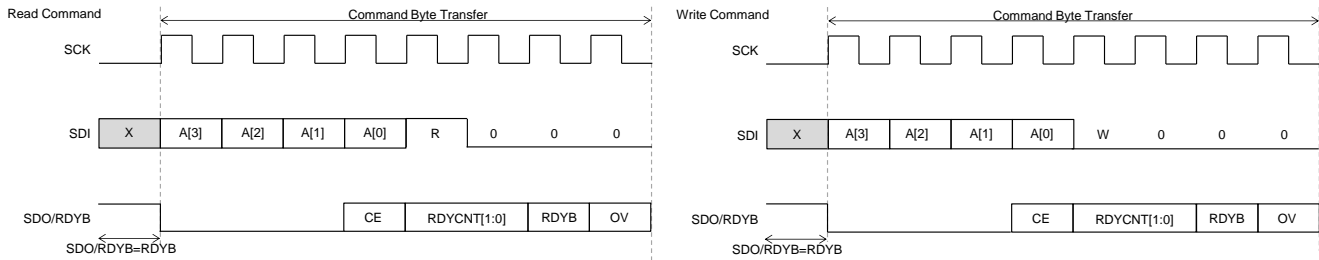 Read Command
Command Byte Transfer
SCK
SDI X A[3] A[2] A[1] A[0] R 0 0 0
SDO/RDYB CE RDYCNT[1:0] RDYB OV
SDO/RDYB=RDYB
Write Command
Command Byte Transfer
SCK
SDI X A[3] A[2] A[1] A[0] W 0 0 0
SDO/RDYB CE RDYCNT[1:0] RDYB OV
SDO/RDYB=RDYB